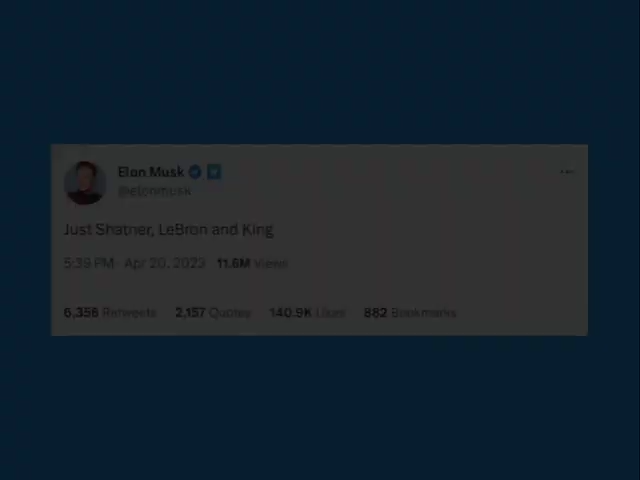 Elon Musk
@elonmusk
Just Shatner, LeBron and King
5:39 PM · Apr 20, 2023 11.6M Views
6,356 Retweets 2,157 Quotes 140.9K Likes 882 Bookmarks